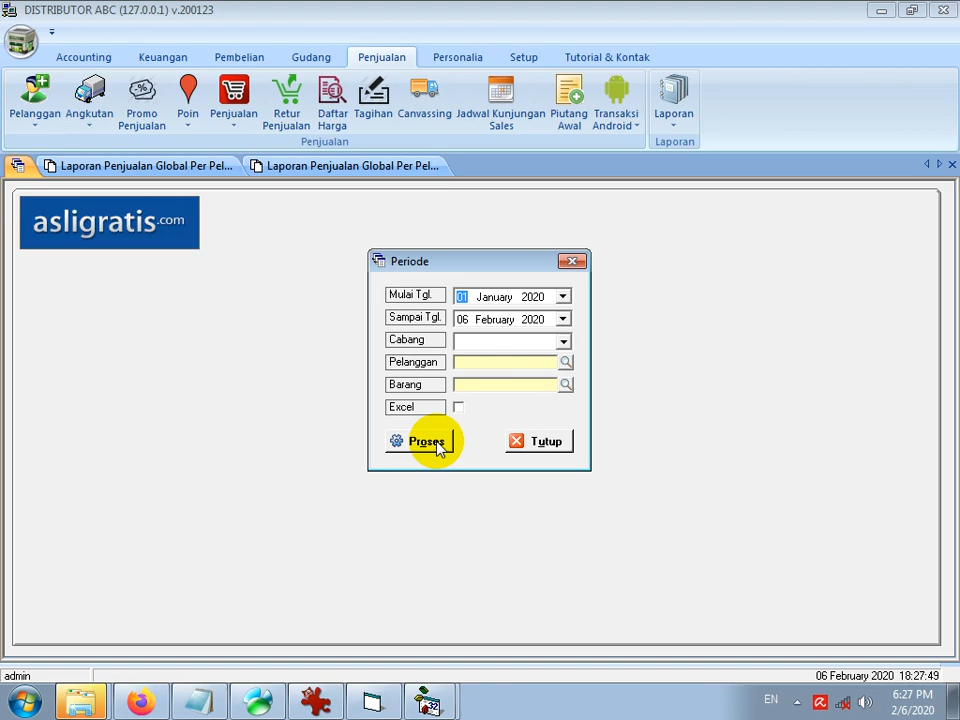 DISTRIBUTOR ABC (127.0.0.1) v.200123
Accounting Keuangan Pembelian Gudang Penjualan Personalia Setup Tutorial & Kontak
Pelanggan Angkutan Promo Penjualan Poin Penjualan Retur Penjualan Daftar Harga Tagihan Canvassing Jadwal Kunjungan Sales Piutang Awal Transaksi Android Laporan
Penjualan Laporan
Laporan Penjualan Global Per Pel... Laporan Penjualan Global Per Pel...
asligratis.com
Periode
Mulai Tgl. 01 January 2020
Sampai Tgl. 06 February 2020
Cabang
Pelanggan
Barang
Excel
Proses Tutup
admin 06 February 2020 18:27:49
EN 6:27 PM
2/6/2020
32